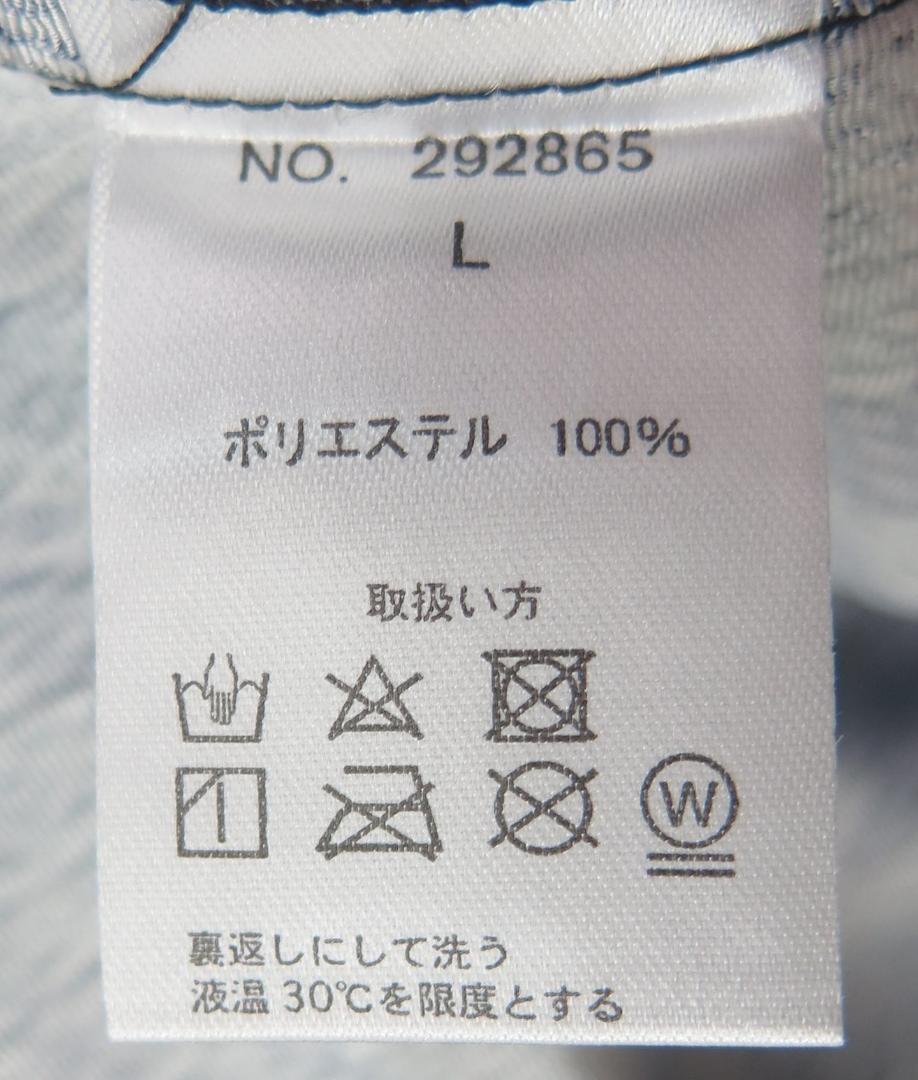 NO. 292865
L
ポリエステル 100%
取扱い方
W
裏返しにして洗う
液温 30℃を限度とする